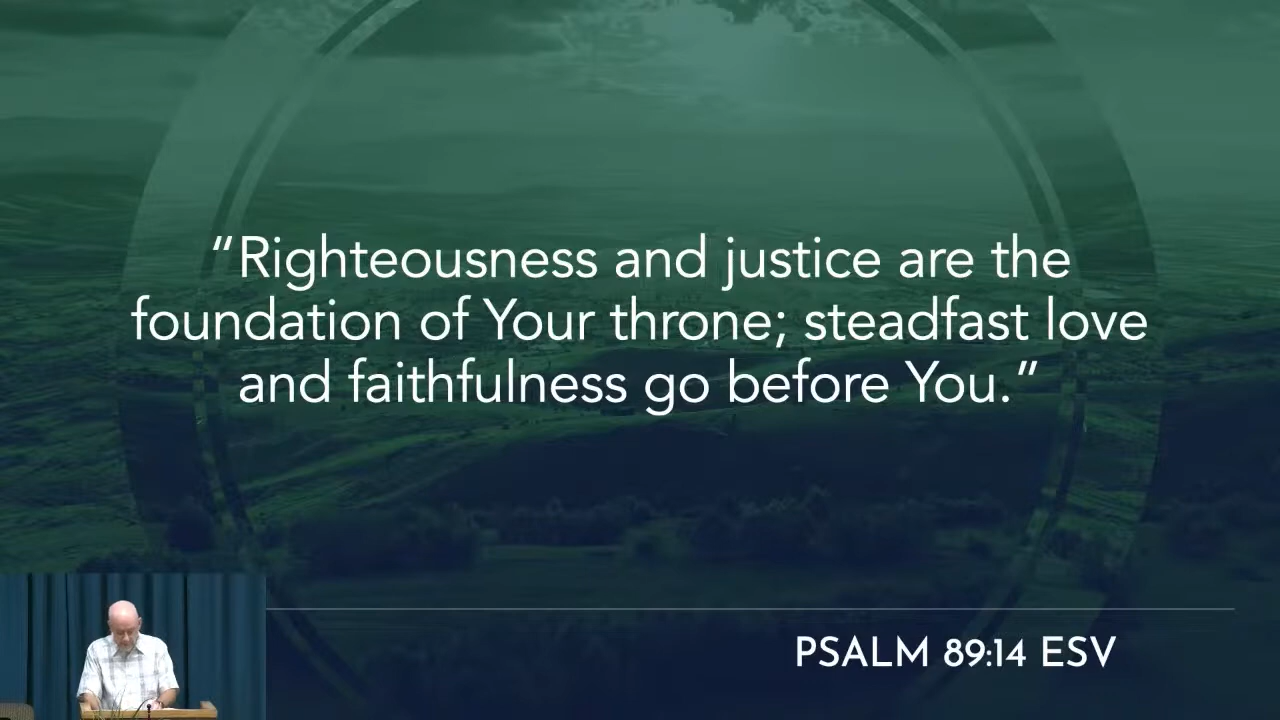 “Righteousness and justice are the
foundation of Your throne; steadfast love
and faithfulness go before You.”
PSALM 89:14 ESV